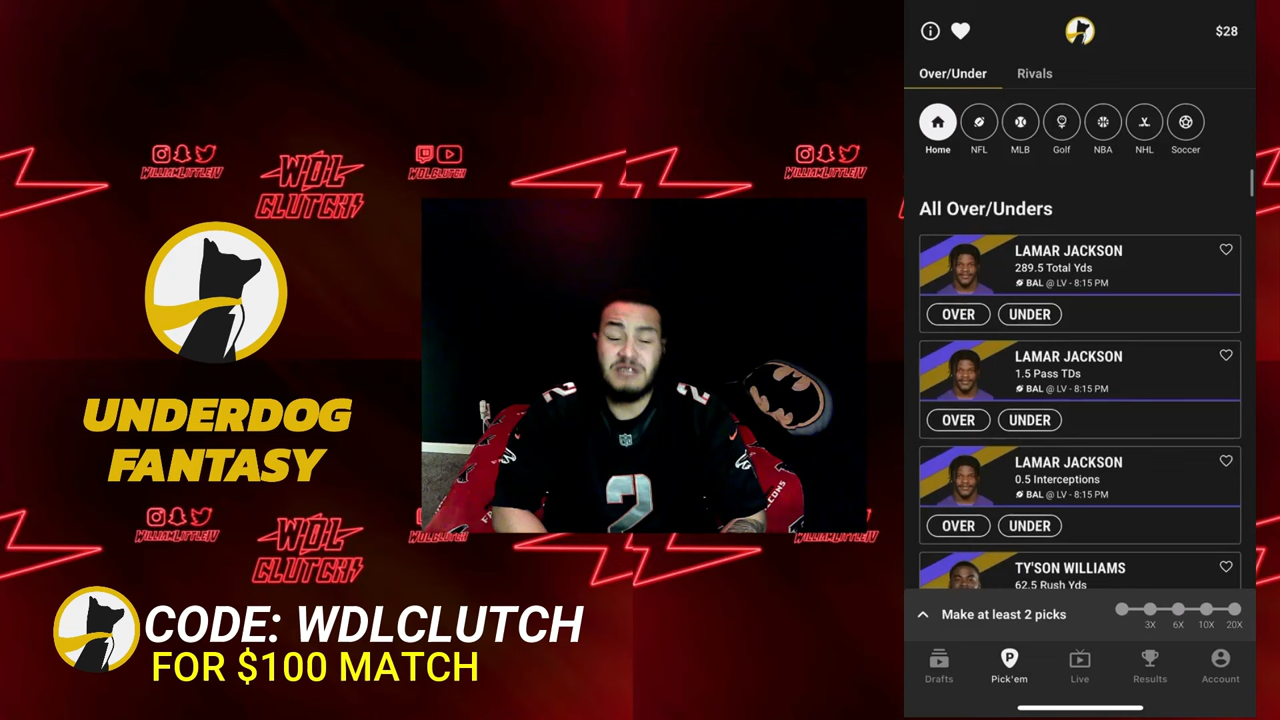 WILLIAMLITTLEIV
WDL
CLUTCH
WDLCLUTCH
WILLIAMLITTLEIV
UNDERDOG
FANTASY
WILLIAMLITTLEIV
WDL
CLUTCH
WDLCLUTCH
WILLIAMLITTLEIV
CODE: WDLCLUTCH
FOR $100 MATCH
2
2
2
$28
Over/Under Rivals
Home NFL MLB Golf NBA NHL Soccer
All Over/Unders
LAMAR JACKSON
289.5 Total Yds
BAL @ LV - 8:15 PM
OVER UNDER
LAMAR JACKSON
1.5 Pass TDs
BAL @ LV - 8:15 PM
OVER UNDER
LAMAR JACKSON
0.5 Interceptions
BAL @ LV - 8:15 PM
OVER UNDER
TY'SON WILLIAMS
62.5 Rush Yds
Make at least 2 picks
3X 6X 10X 20X
Drafts Pick'em Live Results Account